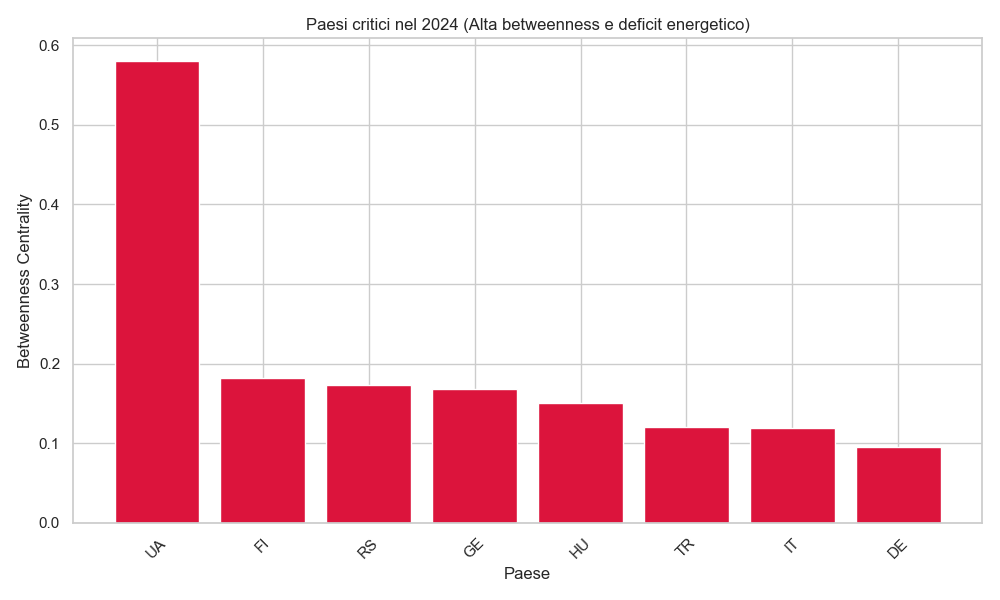 Paesi critici nel 2024 (Alta betweenness e deficit energetico)
Betweenness Centrality
0.6
0.5
0.4
0.3
0.2
0.1
0.0
UA
FI
RS
GE
HU
TR
IT
DE
Paese